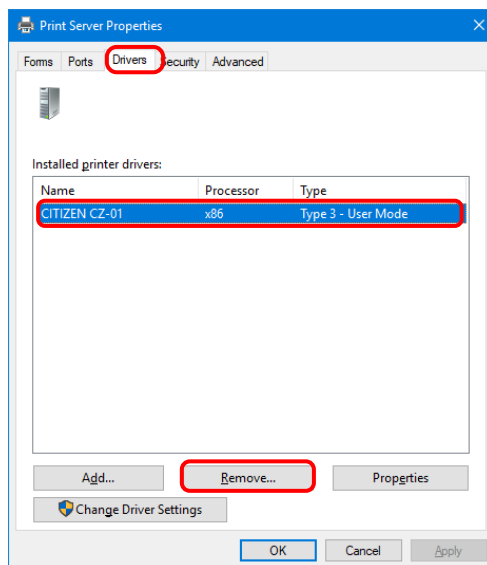 Print Server Properties
Forms Ports Drivers Security Advanced
Installed printer drivers:
Name Processor Type
CITIZEN CZ-01 x86 Type 3 - User Mode
Add... Remove... Properties
Change Driver Settings
OK Cancel Apply